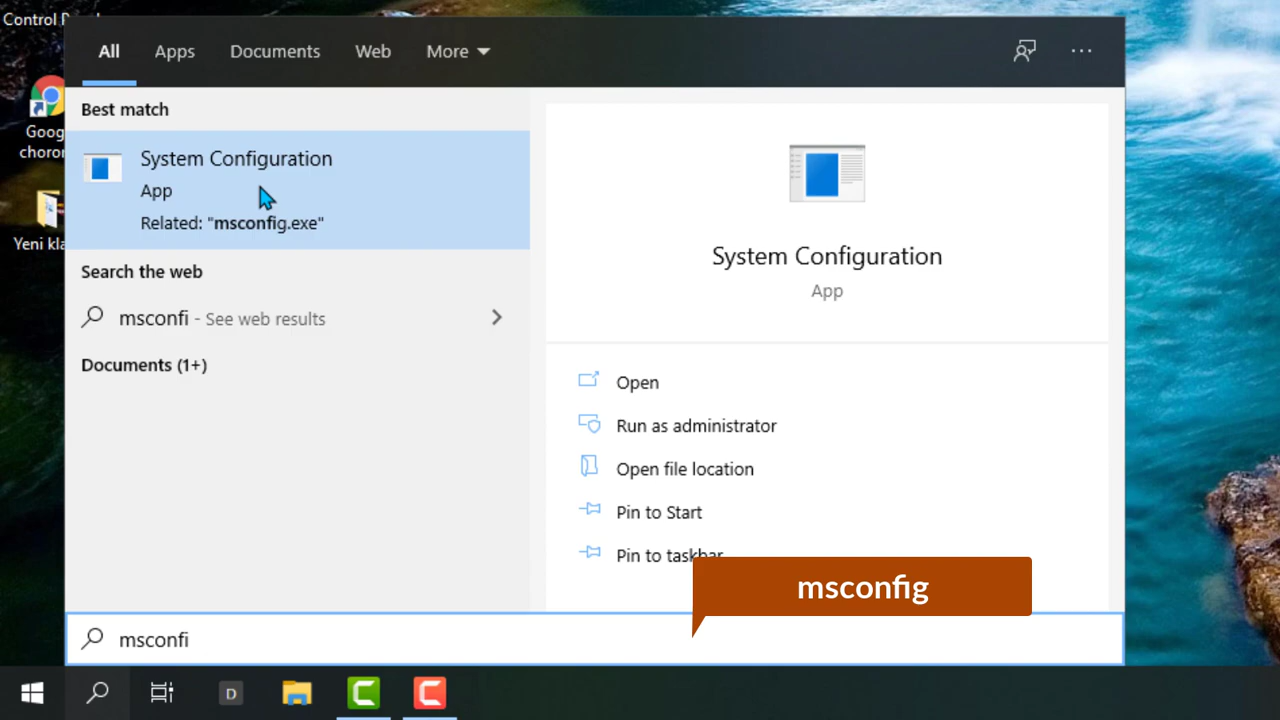 Control
All Apps Documents Web More
Best match
System Configuration
App
Related: "msconfig.exe"
Search the web
msconfi - See web results
Documents (1+)
System Configuration
App
Open
Run as administrator
Open file location
Pin to Start
Pin to taskbar
msconfig
msconfi
Goog
chorom
Yeni kla
D